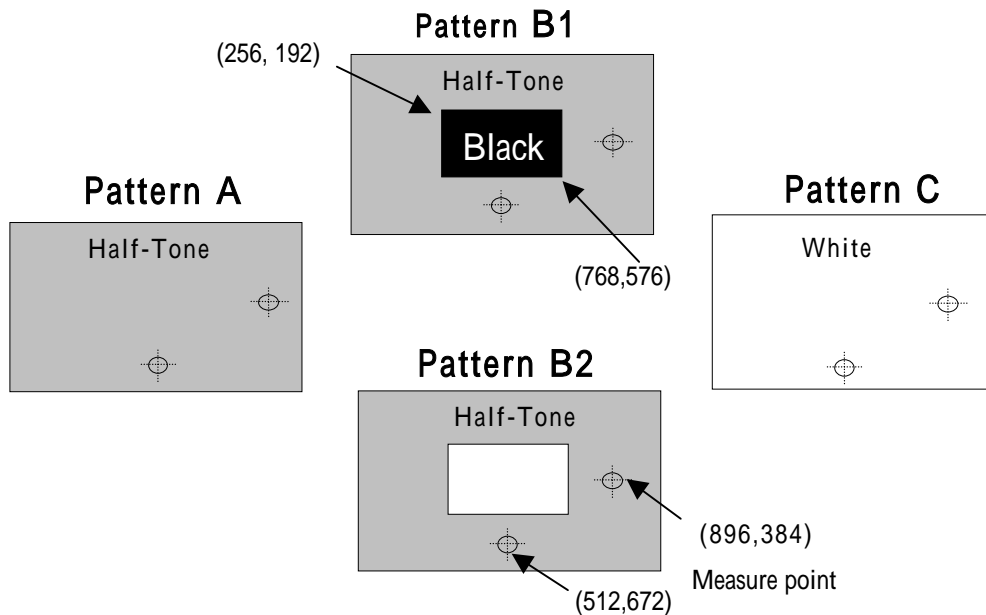 Pattern B1
(256, 192)
Half-Tone
Black
Pattern A
Half-Tone
Pattern C
White
(768,576)
Pattern B2
Half-Tone
(896,384)
Measure point
(512,672)